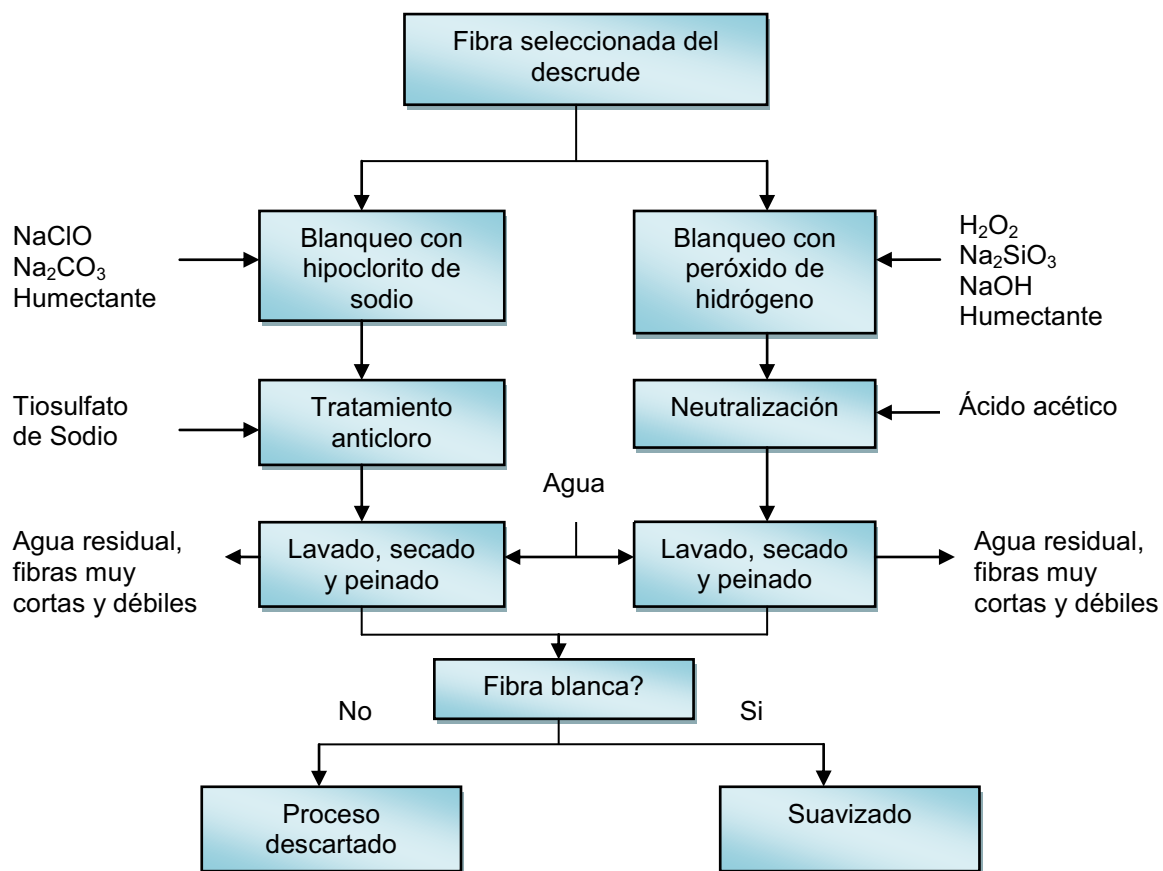 Fibra seleccionada del
descrude
NaClO
Na₂CO₃
Humectante
Blanqueo con
hipoclorito de
sodio
Blanqueo con
peróxido de
hidrógeno
H₂O₂
Na₂SiO₃
NaOH
Humectante
Tiosulfato
de Sodio
Tratamiento
anticloro
Neutralización
Ácido acético
Agua
Agua residual,
fibras muy
cortas y débiles
Lavado, secado
y peinado
Lavado, secado
y peinado
Agua residual,
fibras muy
cortas y débiles
Fibra blanca?
No
Si
Proceso
descartado
Suavizado